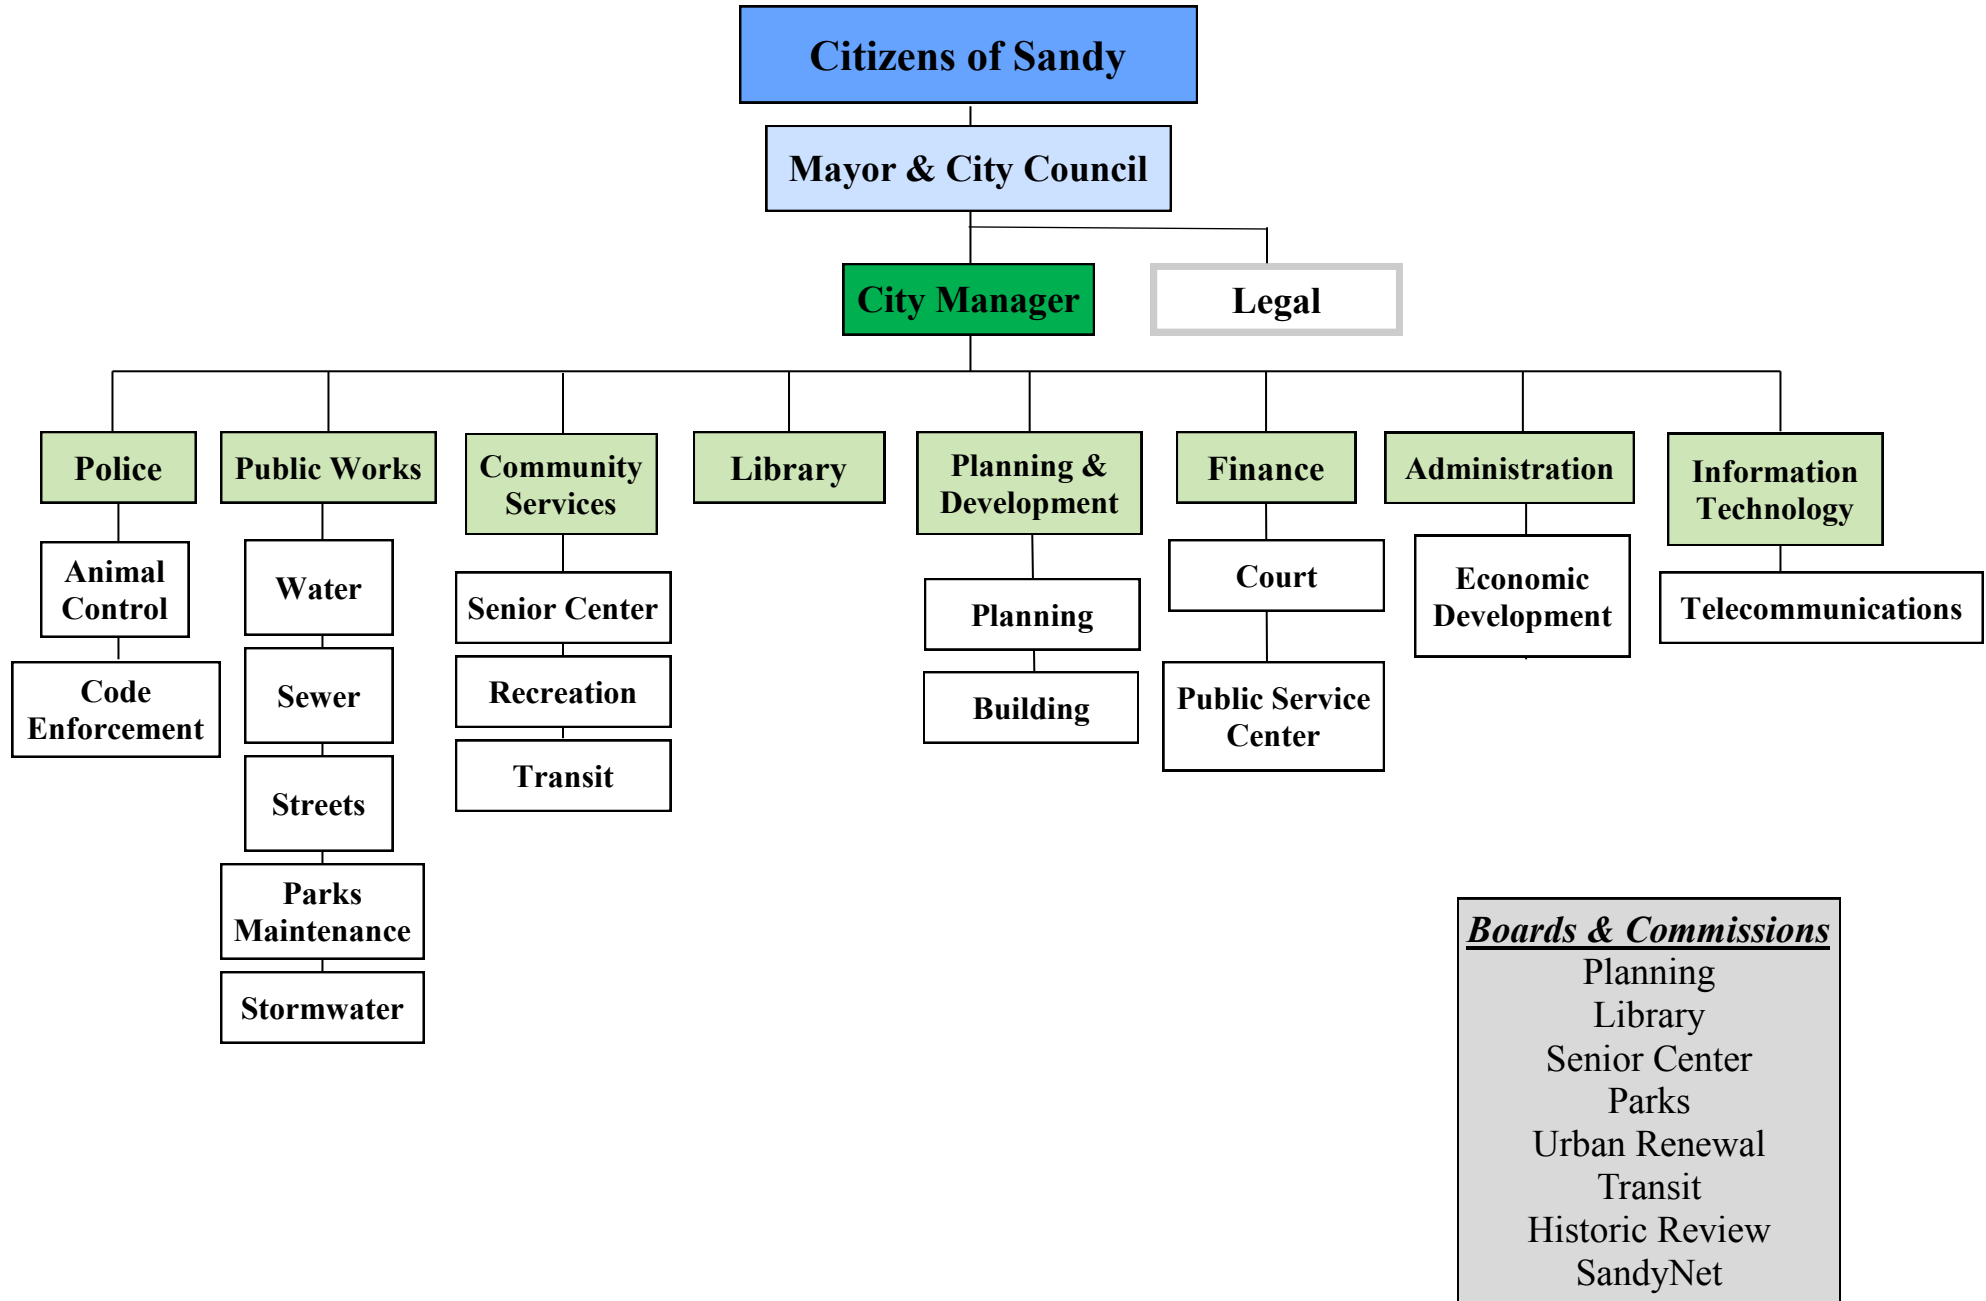 Citizens of Sandy
Mayor & City Council
City Manager
Legal
Police
Public Works
Community
Services
Library
Planning &
Development
Finance
Administration
Information
Technology
Animal
Control
Code
Enforcement
Water
Sewer
Streets
Parks
Maintenance
Stormwater
Senior Center
Recreation
Transit
Planning
Building
Court
Public Service
Center
Economic
Development
Telecommunications
Boards & Commissions
Planning
Library
Senior Center
Parks
Urban Renewal
Transit
Historic Review
SandyNet